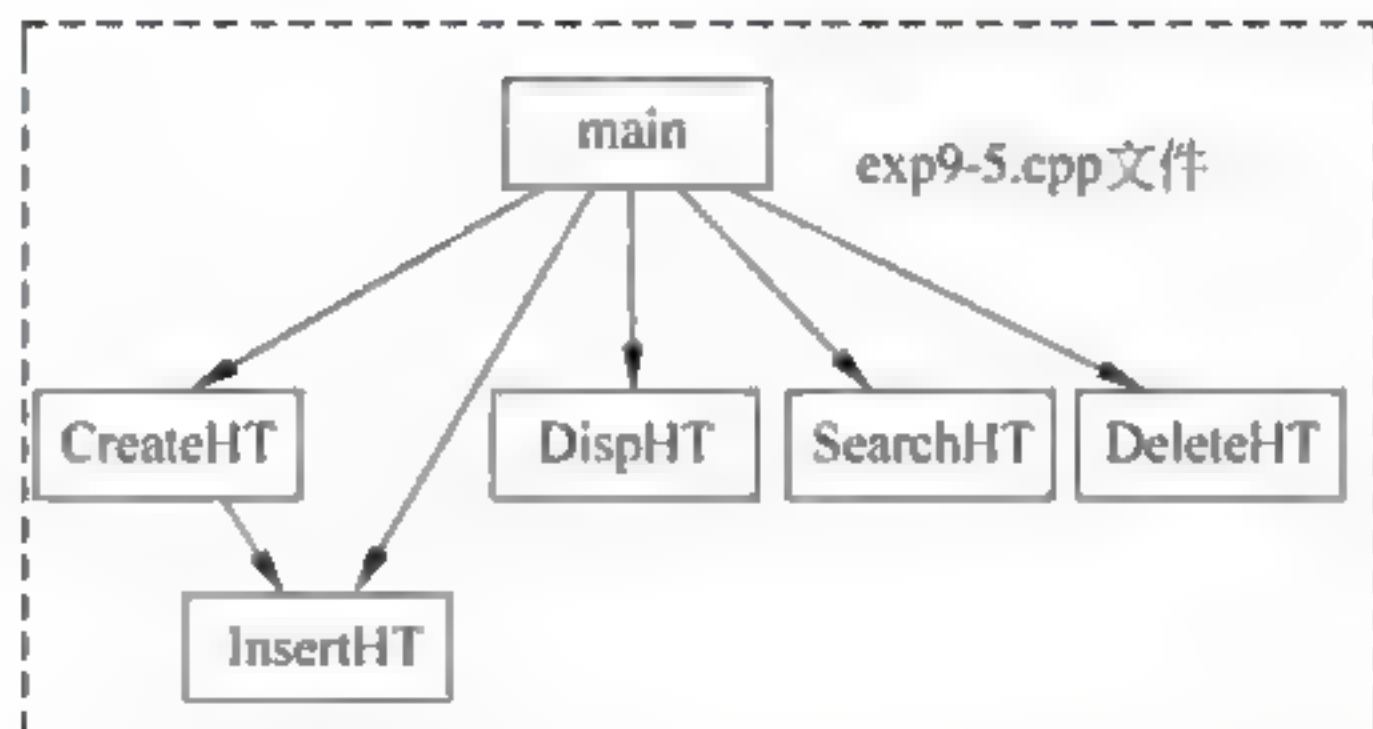 main
exp9-5.cpp文件
CreateHT
DispHT
SearchHT
DeleteHT
InsertHT